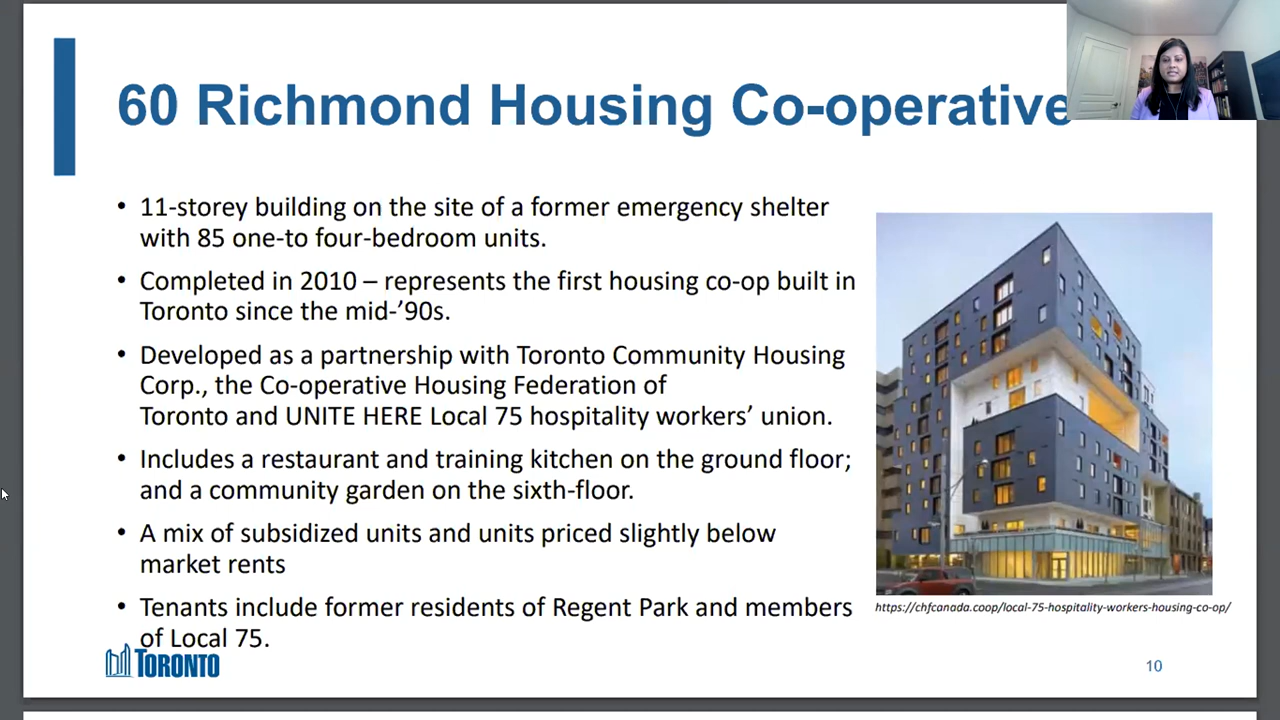 60 Richmond Housing Co-operative
• 11-storey building on the site of a former emergency shelter
with 85 one-to four-bedroom units.
• Completed in 2010 – represents the first housing co-op built in
Toronto since the mid-’90s.
• Developed as a partnership with Toronto Community Housing
Corp., the Co-operative Housing Federation of
Toronto and UNITE HERE Local 75 hospitality workers’ union.
• Includes a restaurant and training kitchen on the ground floor;
and a community garden on the sixth-floor.
• A mix of subsidized units and units priced slightly below
market rents
• Tenants include former residents of Regent Park and members
of Local 75.
https://chfcanada.coop/local-75-hospitality-workers-housing-co-op/
TORONTO
10